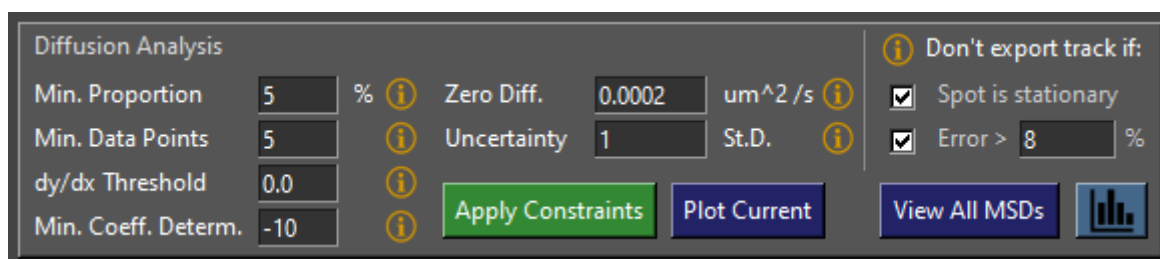 Diffusion Analysis
Min. Proportion 5 %
Min. Data Points 5
dy/dx Threshold 0.0
Min. Coeff. Determ. -10
Zero Diff. 0.0002 um^2 /s
Uncertainty 1 St.D.
Apply Constraints Plot Current
Don't export track if:
Spot is stationary
Error > 8 %
View All MSDs